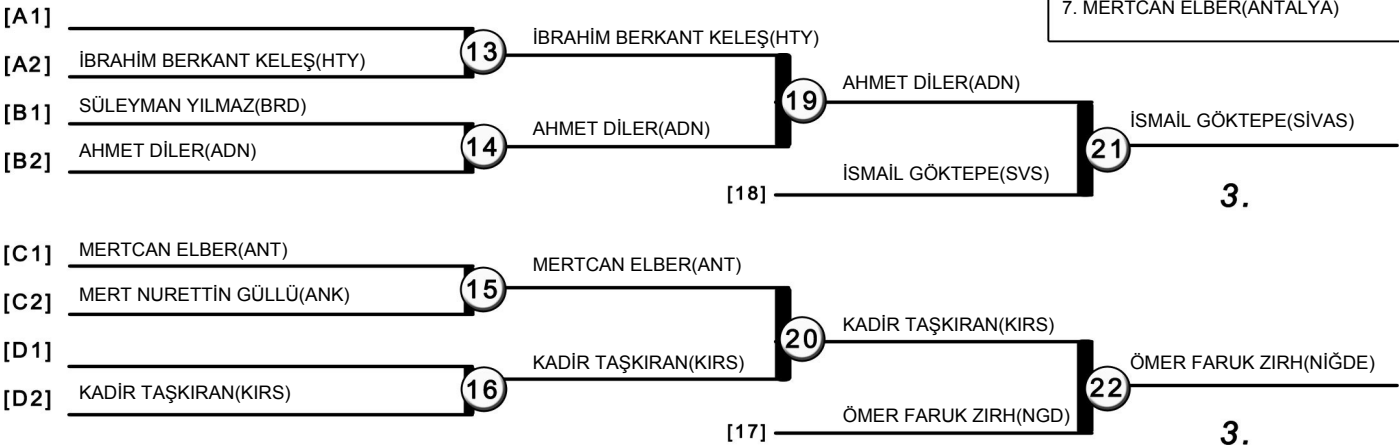 7. MERTCAN ELBER(ANTALYA)
[A1]
İBRAHİM BERKANT KELEŞ(HTY)
13
[A2] İBRAHİM BERKANT KELEŞ(HTY)
AHMET DİLER(ADN)
19
[B1] SÜLEYMAN YILMAZ(BRD)
İSMAİL GÖKTEPE(SİVAS)
AHMET DİLER(ADN)
14
21
[B2] AHMET DİLER(ADN)
İSMAİL GÖKTEPE(SVS)
[18]
3.
[C1] MERTCAN ELBER(ANT)
MERTCAN ELBER(ANT)
15
[C2] MERT NURETTİN GÜLLÜ(ANK)
KADİR TAŞKIRAN(KIRS)
20
[D1]
KADİR TAŞKIRAN(KIRS)
ÖMER FARUK ZIRH(NİĞDE)
16
22
[D2] KADİR TAŞKIRAN(KIRS)
ÖMER FARUK ZIRH(NGD)
[17]
3.